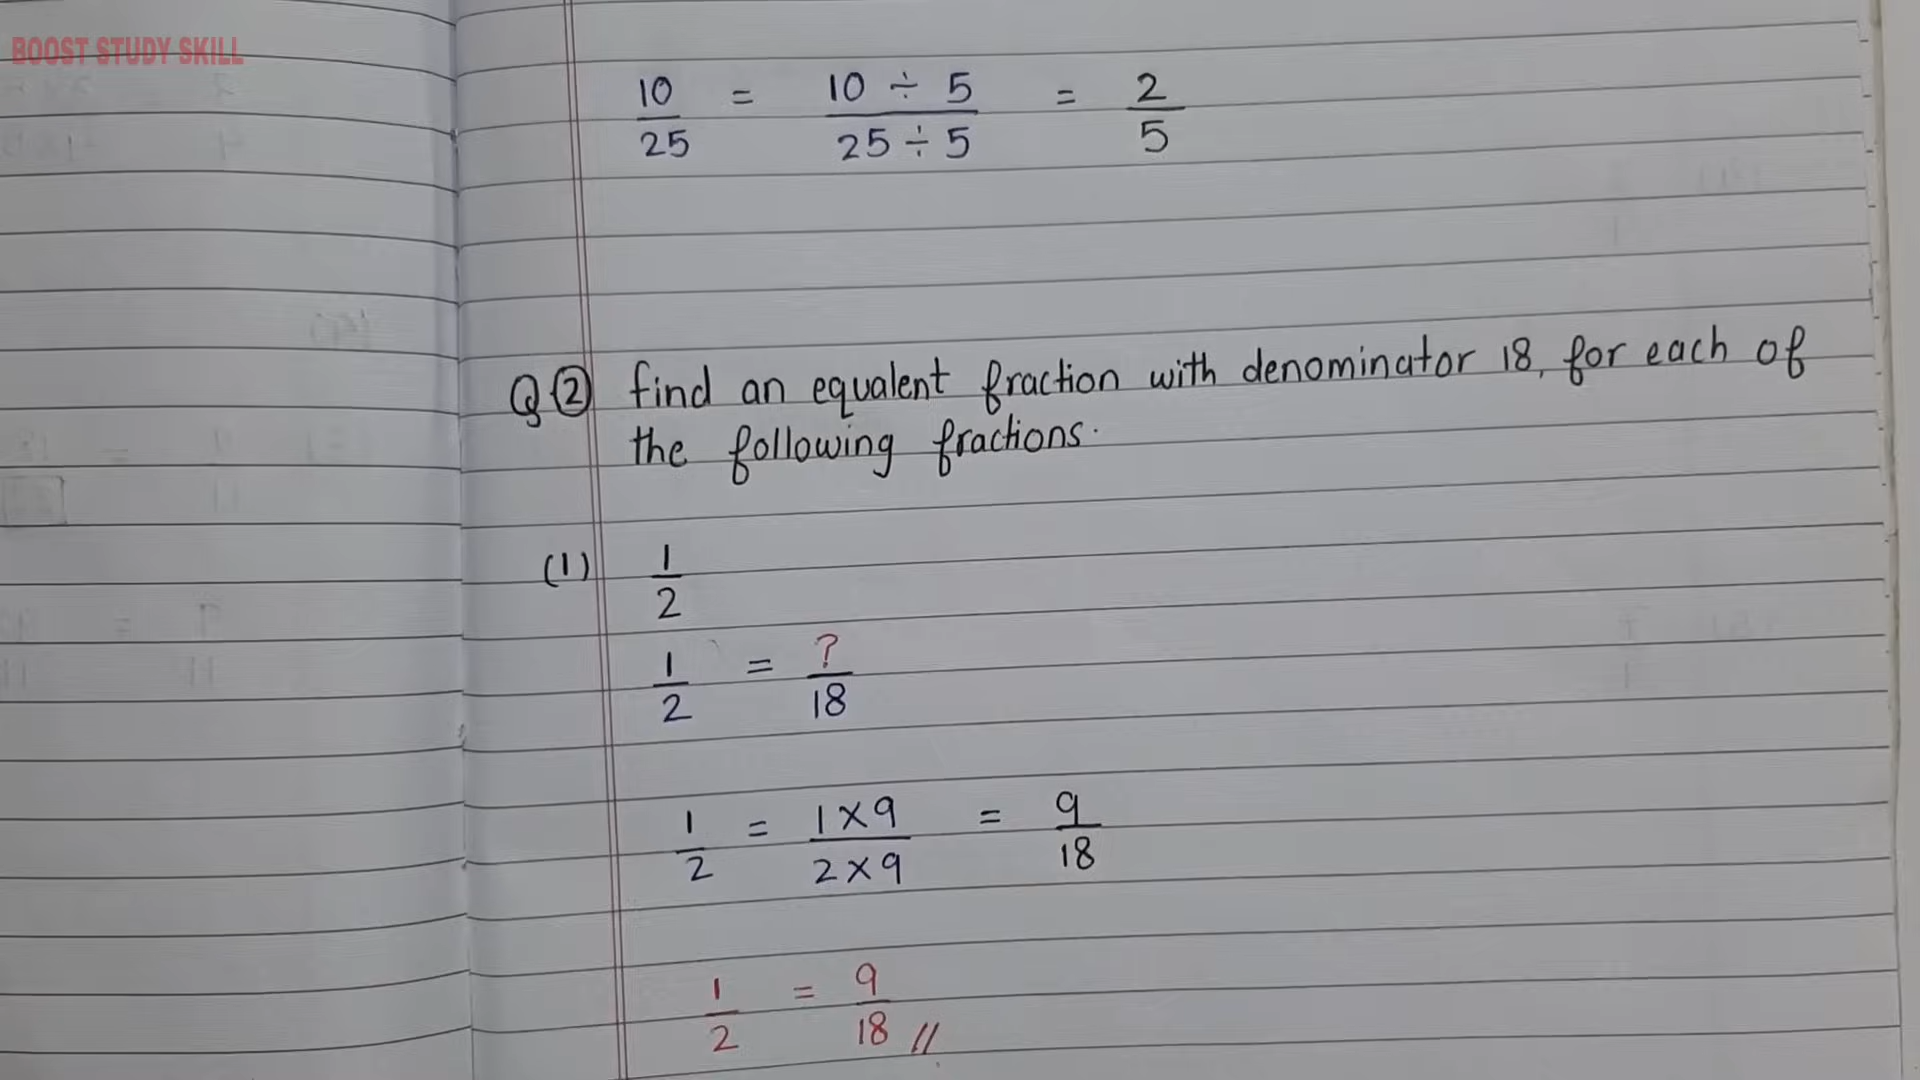 BOOST STUDY SKILL
10/25 = 10 ÷ 5/25 ÷ 5 = 2/5
Q ② find an equalent fraction with denominator 18, for each of
the following fractions.
(1) 1/2
1/2 = ?/18
1/2 = 1 × 9/2 × 9 = 9/18
1/2 = 9/18 //